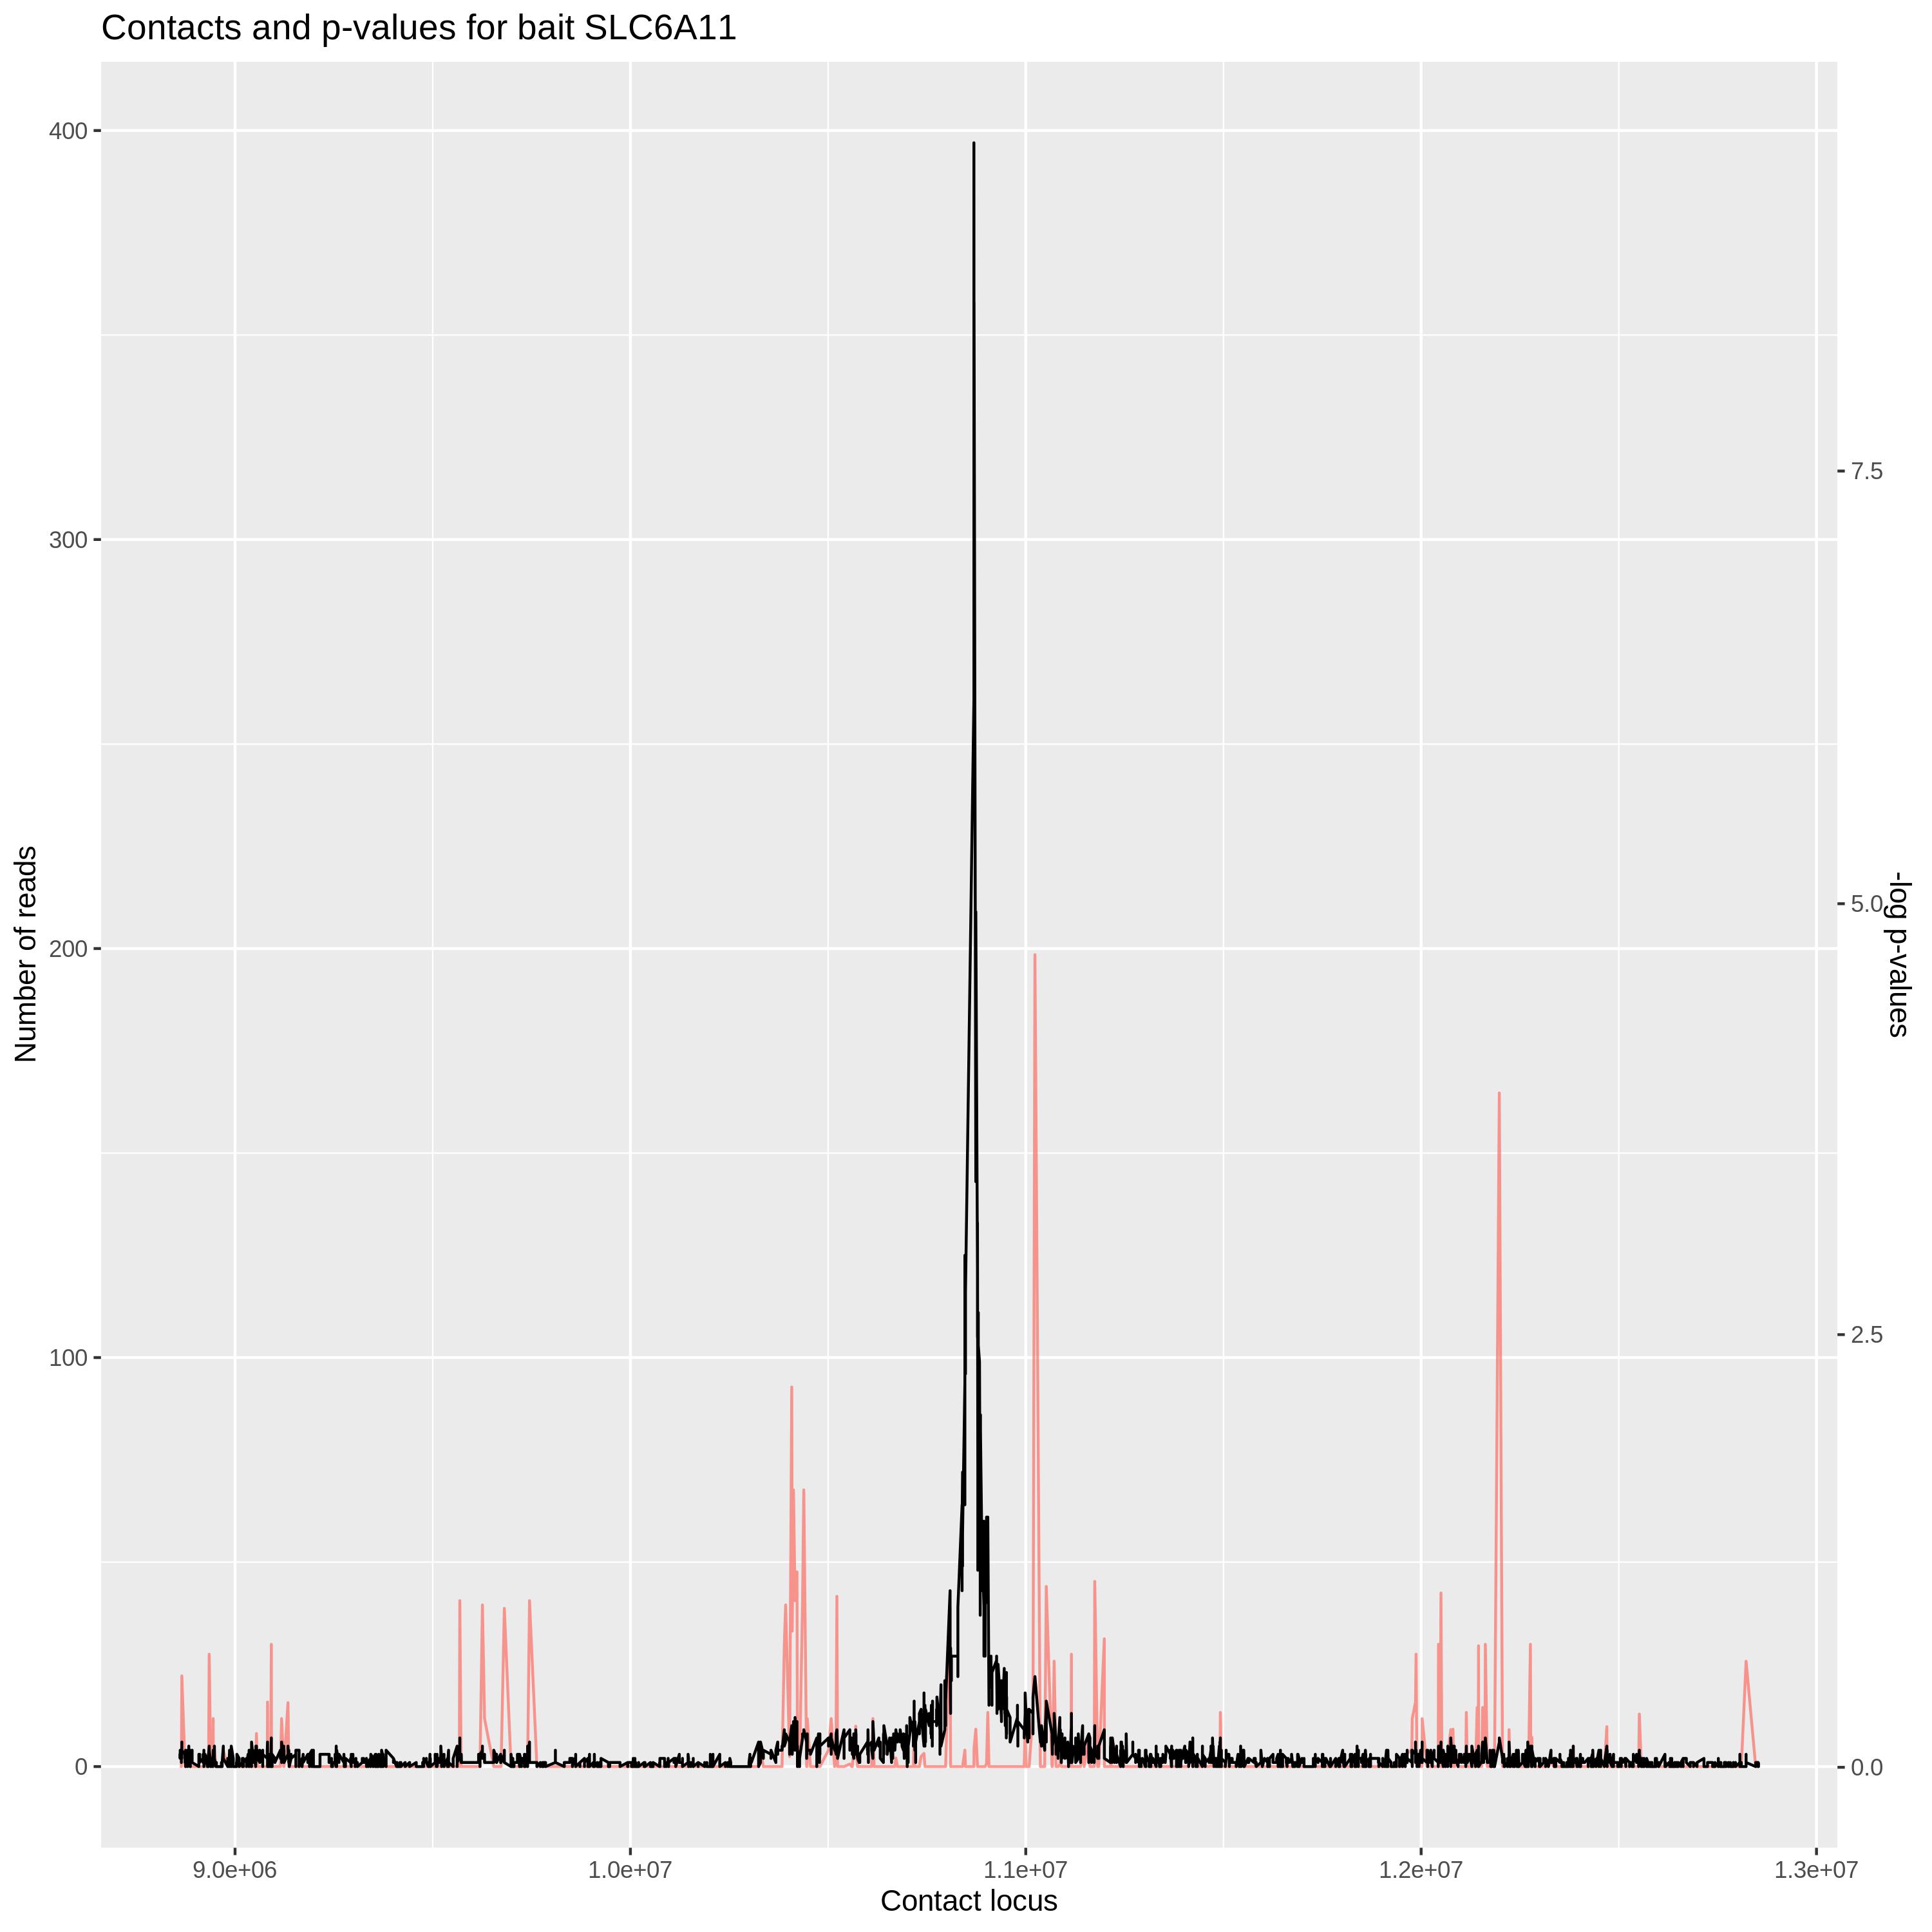 Contacts and p-values for bait SLC6A11
400
300
200
100
0
Number of reads
7.5
5.0
2.5
0.0
-log p-values
9.0e+06
1.0e+07
1.1e+07
1.2e+07
1.3e+07
Contact locus